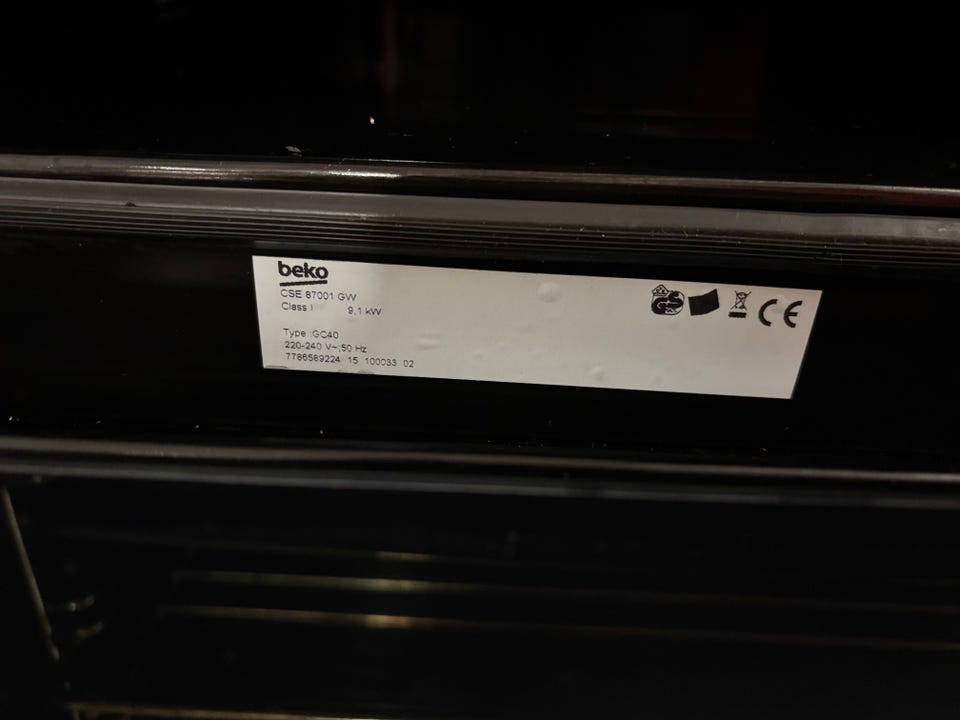 beko
CSE 87001 GW
Class I 9,1 kW
Type :GC40
220-240 V~;50 Hz
7786589224 15 100033 02
CE